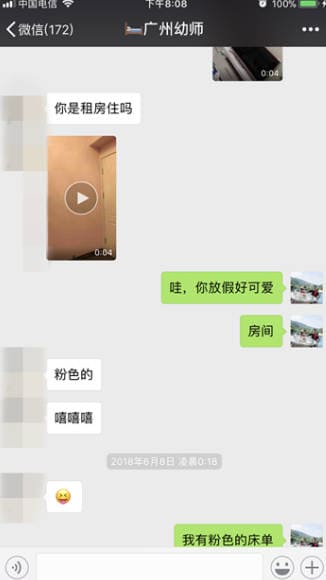 中国电信 下午8:08 100%
微信(172) 🛌广州幼师
0:04
你是租房住吗
0:04
哇，你放假好可爱
房间
粉色的
嘻嘻嘻
2018年6月8日 凌晨0:18
😝
我有粉色的床单